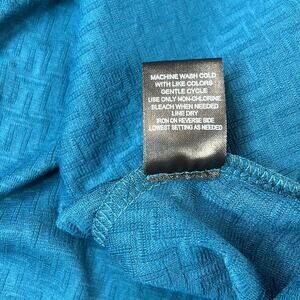 MACHINE WASH COLD
WITH LIKE COLORS
GENTLE CYCLE
USE ONLY NON-CHLORINE
BLEACH WHEN NEEDED
LINE DRY
IRON ON REVERSE SIDE
LOWEST SETTING AS NEEDED